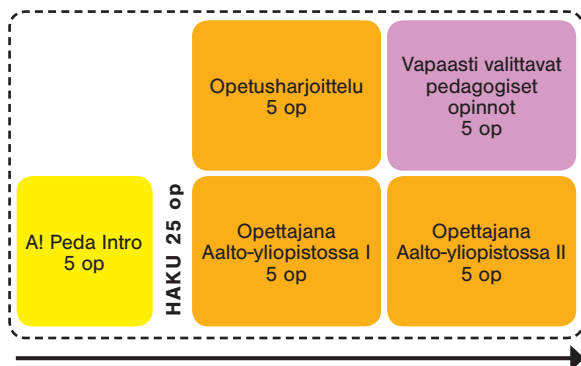 Opetusharjoittelu
5 op
Vapaasti valittavat
pedagogiset
opinnot
5 op
A! Peda Intro
5 op
HAKU 25 op
Opettajana
Aalto-yliopistossa I
5 op
Opettajana
Aalto-yliopistossa II
5 op